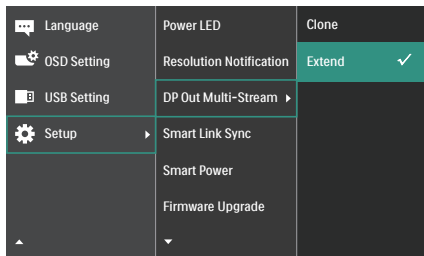 Language
OSD Setting
USB Setting
Setup
Power LED
Resolution Notification
DP Out Multi-Stream
Smart Link Sync
Smart Power
Firmware Upgrade
Clone
Extend